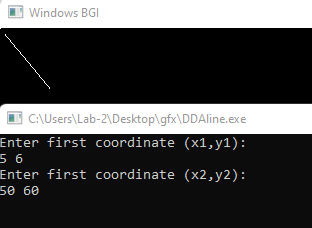 Windows BGI
C:\Users\Lab-2\Desktop\gfx\DDAline.exe
Enter first coordinate (x1,y1):
5 6
Enter first coordinate (x2,y2):
50 60